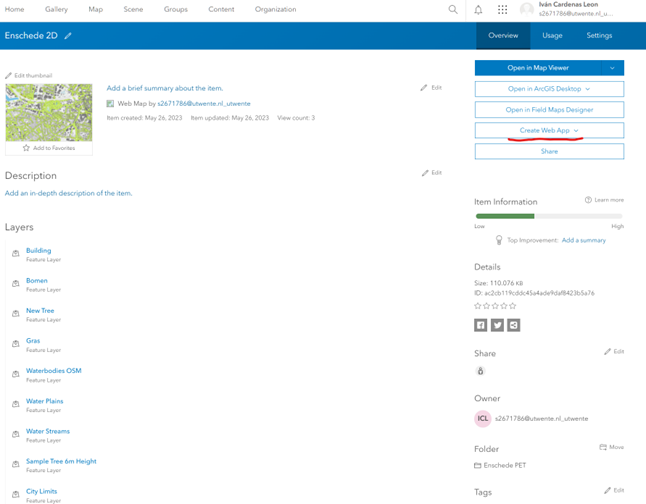 Home Gallery Map Scene Groups Content Organization
Iván Cardenas Leon
s2671786@utwente.nl_u...
Enschede 2D
Overview Usage Settings
Edit thumbnail
Add to Favorites
Add a brief summary about the item.
Edit
Web Map by s2671786@utwente.nl_utwente
Item created: May 26, 2023 Item updated: May 26, 2023 View count: 3
Description
Edit
Add an in-depth description of the item.
Layers
Building
Feature Layer
Bomen
Feature Layer
New Tree
Feature Layer
Gras
Feature Layer
Waterbodies OSM
Feature Layer
Water Plains
Feature Layer
Water Streams
Feature Layer
Sample Tree 6m Height
Feature Layer
City Limits
Feature Layer
Open in Map Viewer
Open in ArcGIS Desktop
Open in Field Maps Designer
Create Web App
Share
Item Information
Learn more
Low High
Top Improvement: Add a summary
Details
Size: 110.076 KB
ID: ac2cb119cddc45a4ade9daf8423b5a76
Share
Edit
Owner
ICL s2671786@utwente.nl_utwente
Folder
Move
Enschede PET
Tags
Edit